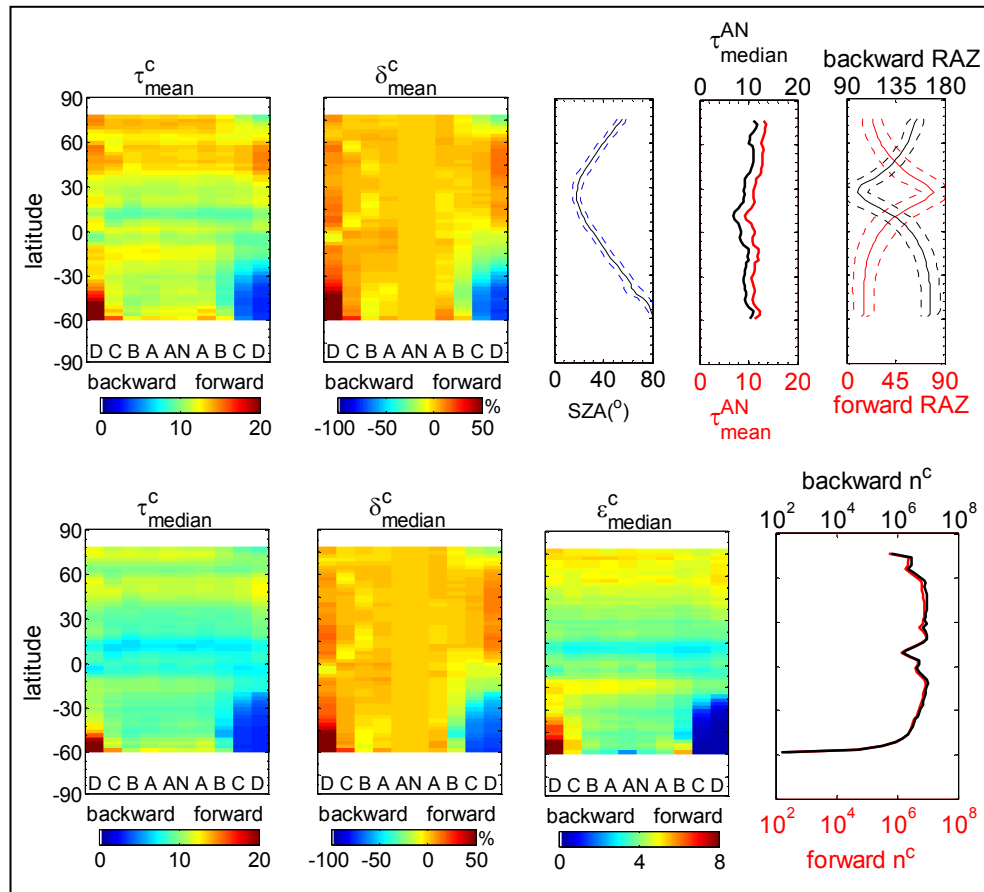 τ^c_mean
δ^c_mean
τ^AN_median
backward RAZ
0 10 20
90 135 180
90
60
30
0
-30
-60
-90
latitude
D C B A AN A B C D
D C B A AN A B C D
backward forward
backward forward
0 20
-100 -50 0 50 %
0 40 80
SZA(°)
0 10 20
τ^AN_mean
0 45 90
forward RAZ
τ^c_median
δ^c_median
ε^c_median
backward n^c
10^2 10^4 10^6 10^8
90
60
30
0
-30
-60
-90
latitude
D C B A AN A B C D
D C B A AN A B C D
D C B A AN A B C D
backward forward
backward forward
backward forward
0 10 20
-100 -50 0 50 %
0 4 8
10^2 10^4 10^6 10^8
forward n^c